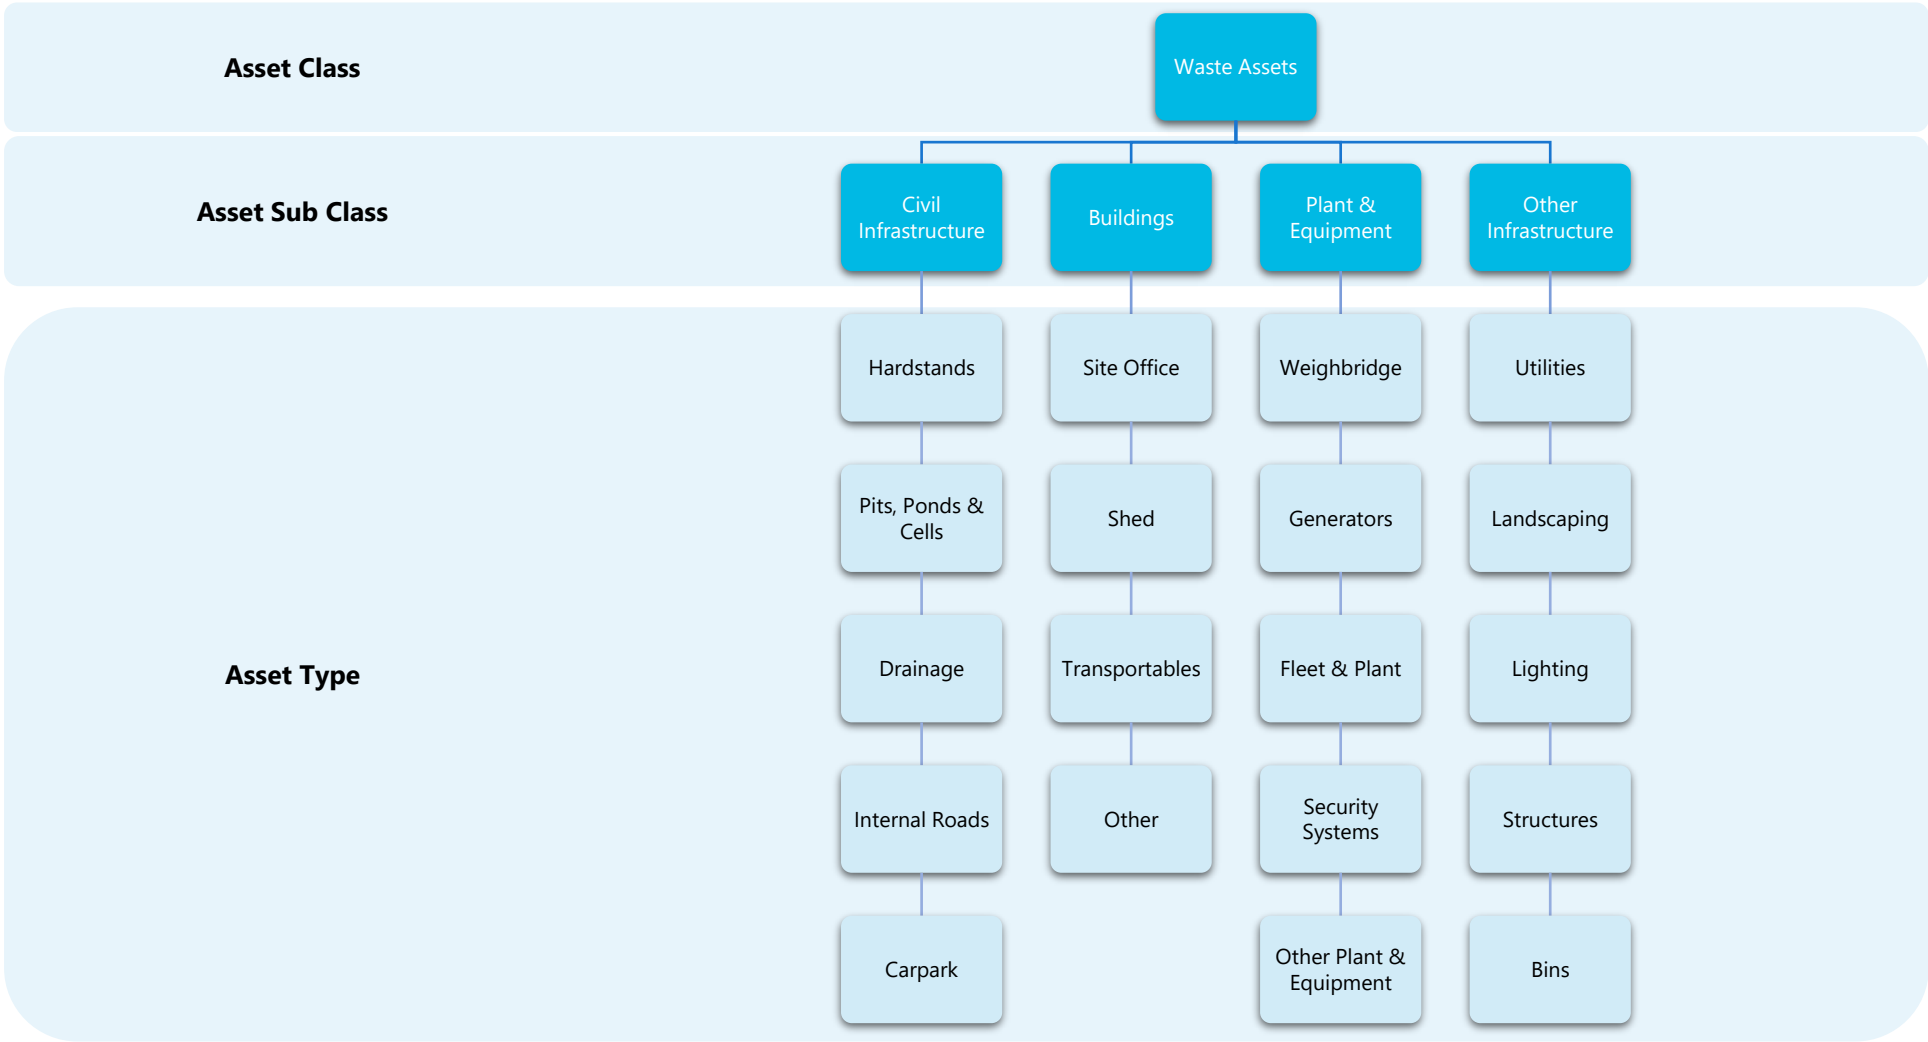 Asset Class
Waste Assets
Asset Sub Class
Civil
Infrastructure
Buildings
Plant &
Equipment
Other
Infrastructure
Asset Type
Hardstands
Site Office
Weighbridge
Utilities
Pits, Ponds &
Cells
Shed
Generators
Landscaping
Drainage
Transportables
Fleet & Plant
Lighting
Internal Roads
Other
Security
Systems
Structures
Carpark
Other Plant &
Equipment
Bins